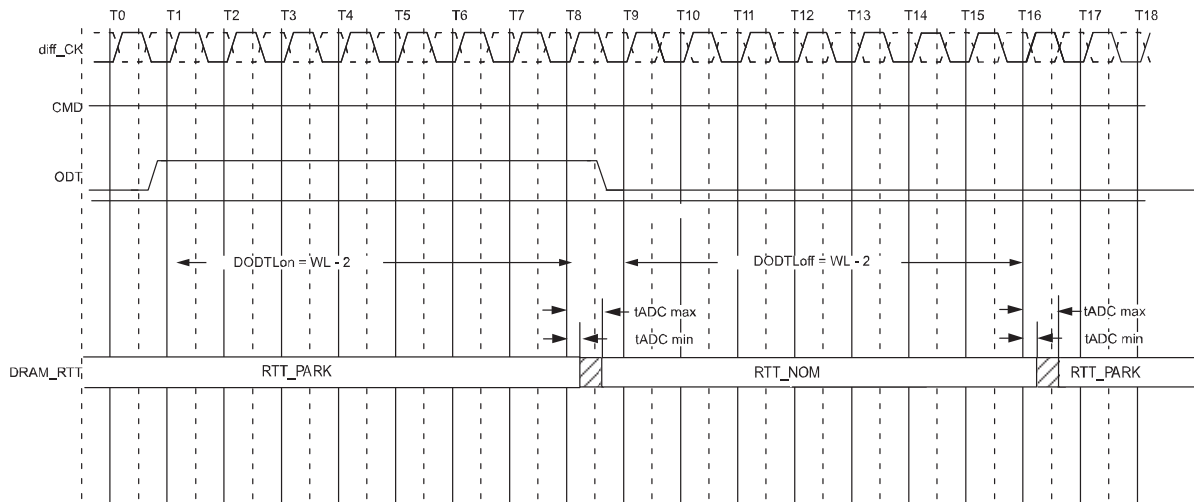 T0 T1 T2 T3 T4 T5 T6 T7 T8 T9 T10 T11 T12 T13 T14 T15 T16 T17 T18
diff_CK
CMD
ODT
DODTLon = WL - 2 DODTLoff = WL - 2
tADC max tADC max
tADC min tADC min
DRAM_RTT RTT_PARK RTT_NOM RTT_PARK